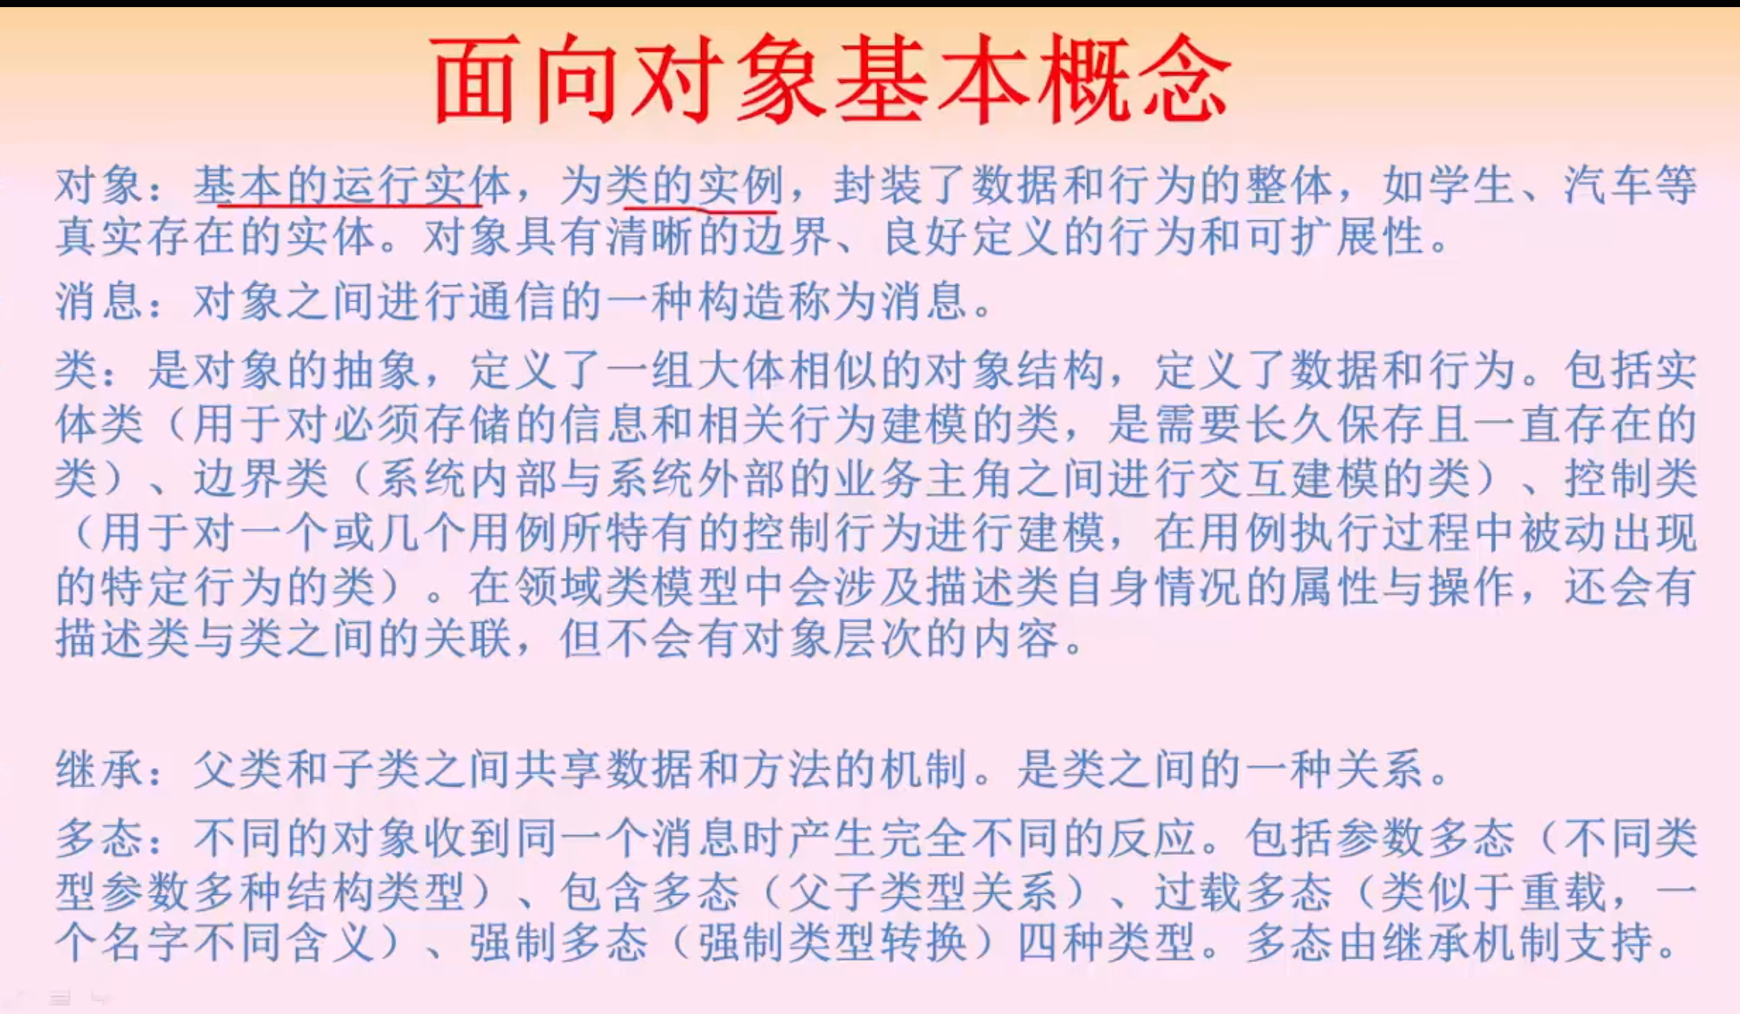 面向对象基本概念
对象：基本的运行实体，为类的实例，封装了数据和行为的整体，如学生、汽车等
真实存在的实体。对象具有清晰的边界、良好定义的行为和可扩展性。
消息：对象之间进行通信的一种构造称为消息。
类：是对象的抽象，定义了一组大体相似的对象结构，定义了数据和行为。包括实
体类（用于对必须存储的信息和相关行为建模的类，是需要长久保存且一直存在的
类）、边界类（系统内部与系统外部的业务主角之间进行交互建模的类）、控制类
（用于对一个或几个用例所特有的控制行为进行建模，在用例执行过程中被动出现
的特定行为的类）。在领域类模型中会涉及描述类自身情况的属性与操作，还会有
描述类与类之间的关联，但不会有对象层次的内容。
继承：父类和子类之间共享数据和方法的机制。是类之间的一种关系。
多态：不同的对象收到同一个消息时产生完全不同的反应。包括参数多态（不同类
型参数多种结构类型）、包含多态（父子类型关系）、过载多态（类似于重载，一
个名字不同含义）、强制多态（强制类型转换）四种类型。多态由继承机制支持。